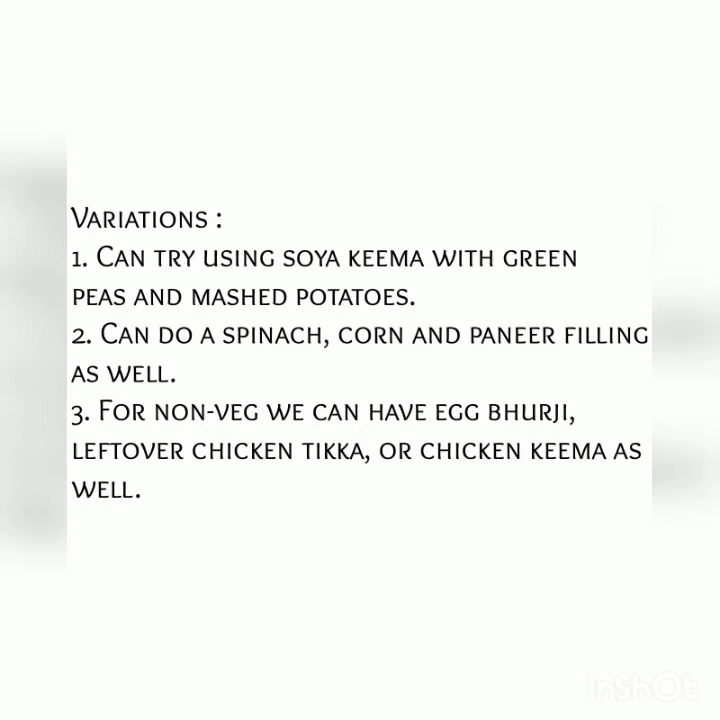 Variations :
1. Can try using soya keema with green
peas and mashed potatoes.
2. Can do a spinach, corn and paneer filling
as well.
3. For non-veg we can have egg bhurji,
leftover chicken tikka, or chicken keema as
well.
InShOt